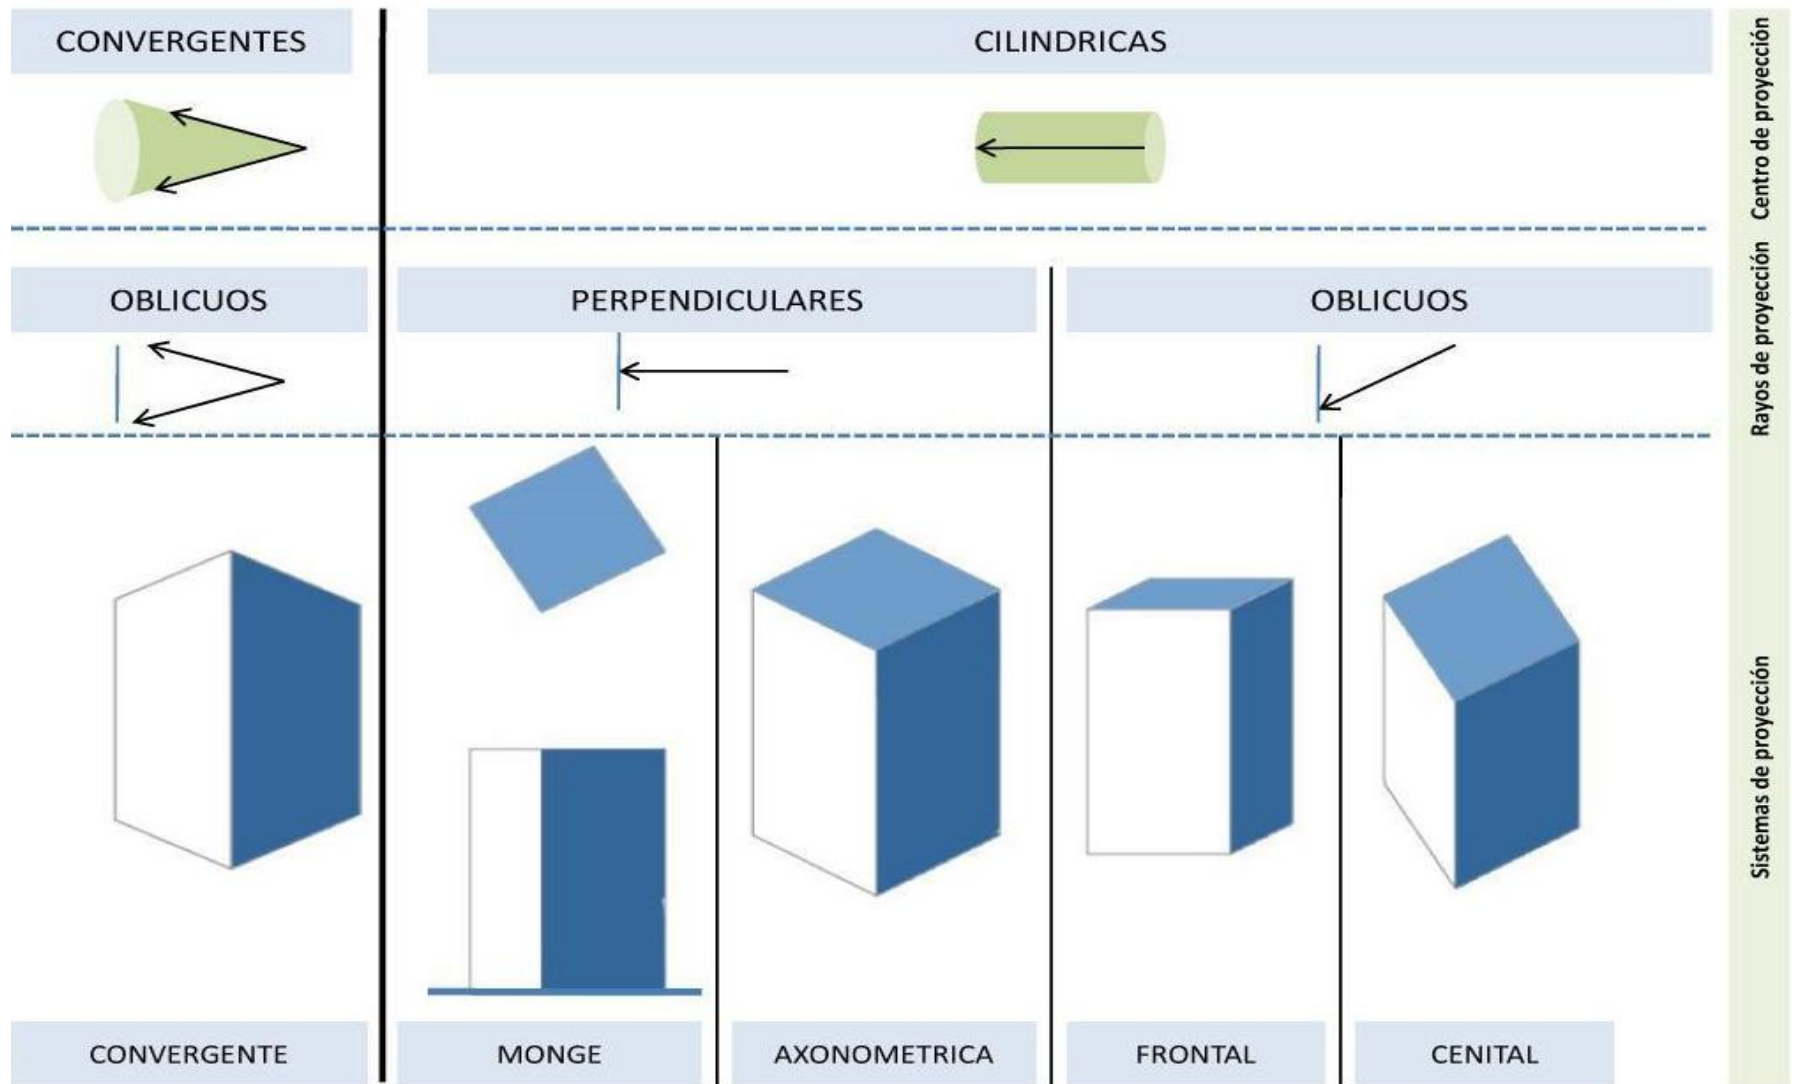 CONVERGENTES
CILINDRICAS
Centro de proyección
OBLICUOS
PERPENDICULARES
OBLICUOS
Rayos de proyección
Sistemas de proyección
CONVERGENTE
MONGE
AXONOMETRICA
FRONTAL
CENITAL